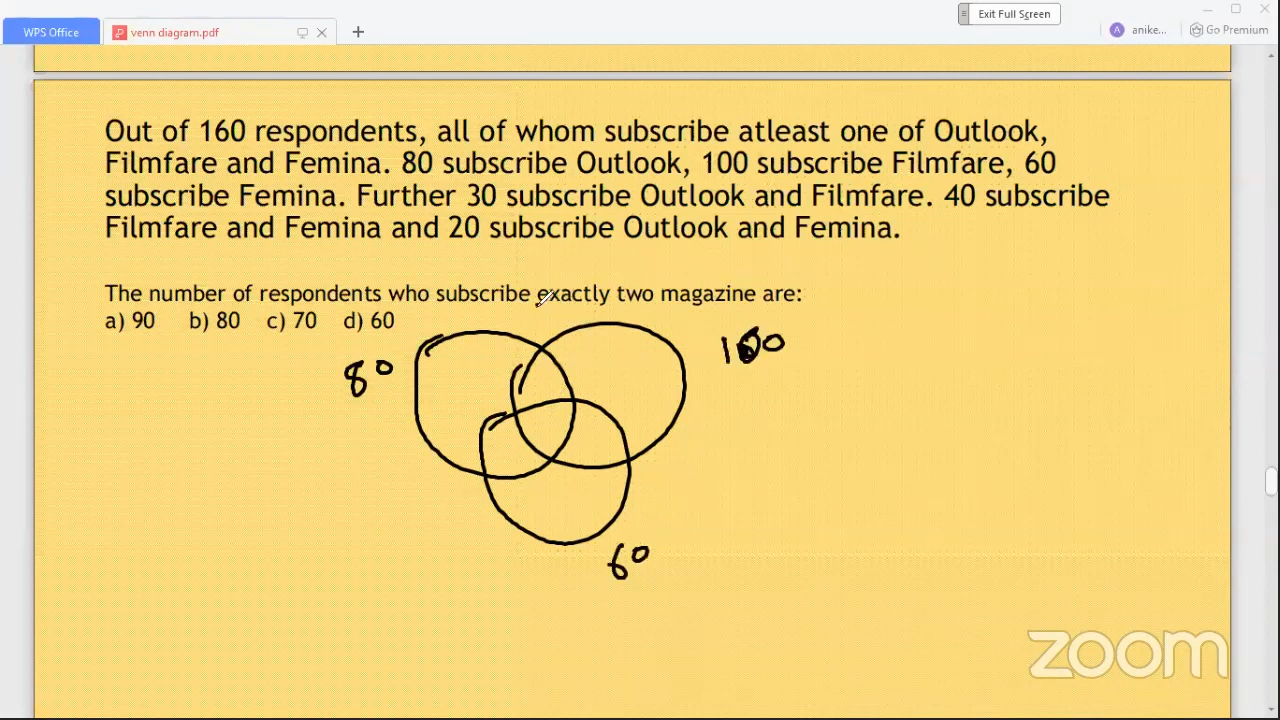 Exit Full Screen
WPS Office
venn diagram.pdf
A
anike...
Go Premium
Out of 160 respondents, all of whom subscribe atleast one of Outlook,
Filmfare and Femina. 80 subscribe Outlook, 100 subscribe Filmfare, 60
subscribe Femina. Further 30 subscribe Outlook and Filmfare. 40 subscribe
Filmfare and Femina and 20 subscribe Outlook and Femina.
The number of respondents who subscribe exactly two magazine are:
a) 90 b) 80 c) 70 d) 60
80
100
60
zoom